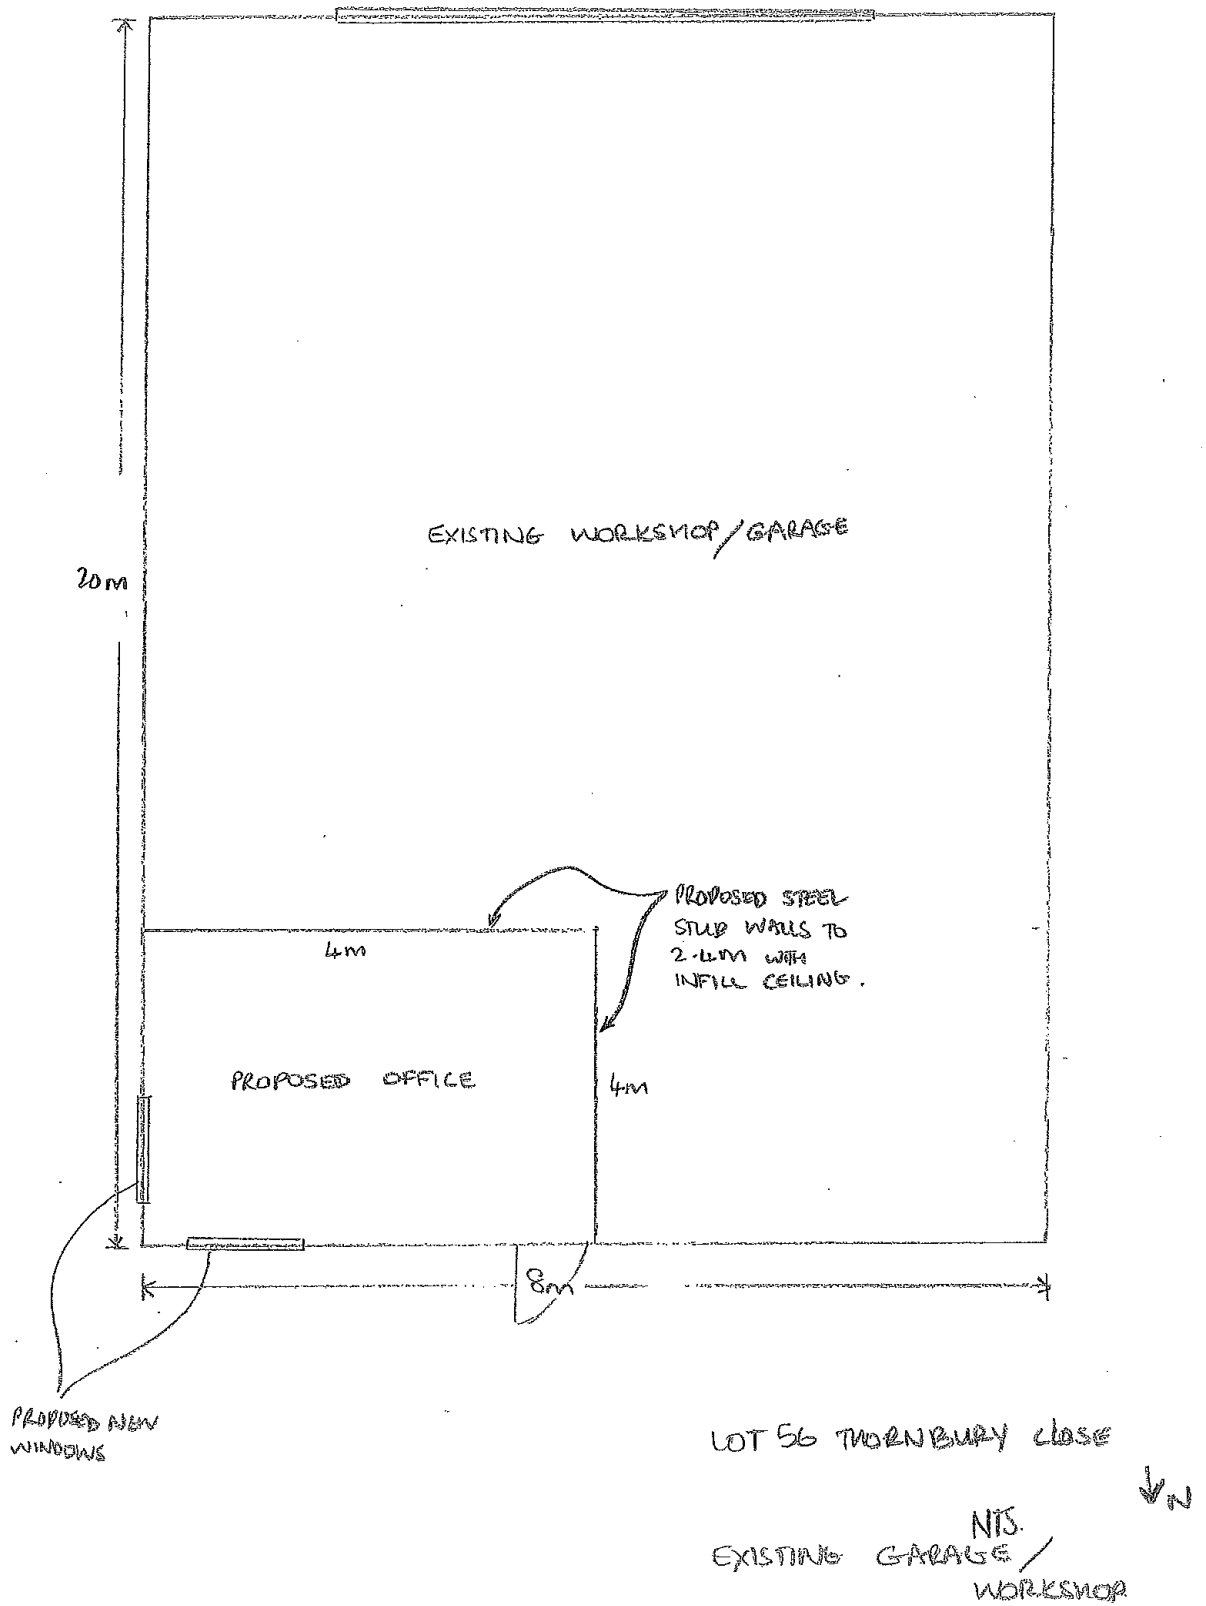 EXISTING WORKSHOP/GARAGE
20m
PROPOSED STEEL
STUD WALLS TO
2.4M WITH
INFILL CEILING.
4m
PROPOSED OFFICE
4m
8m
PROPOSED NEW
WINDOWS
LOT 56 THORNBURY CLOSE
N
NTS.
EXISTING GARAGE/
WORKSHOP